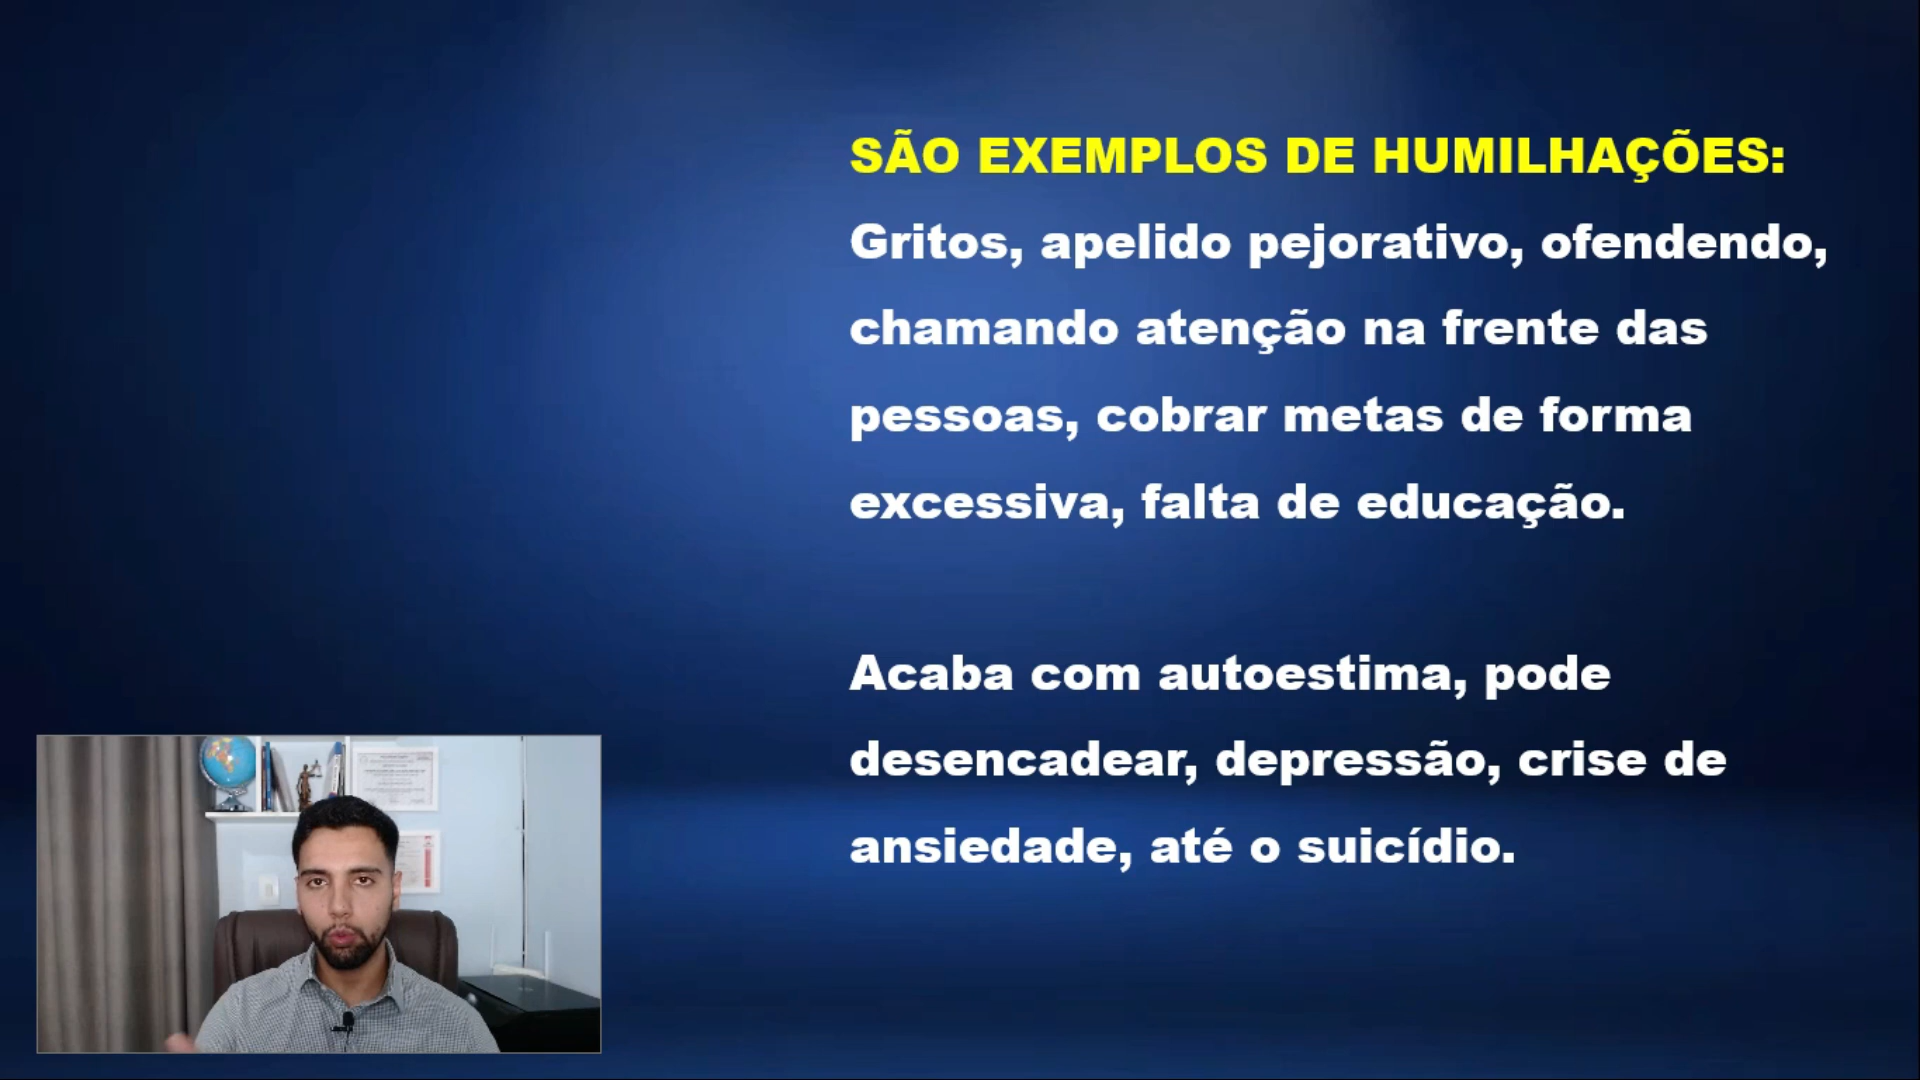 SÃO EXEMPLOS DE HUMILHAÇÕES:
Gritos, apelido pejorativo, ofendendo,
chamando atenção na frente das
pessoas, cobrar metas de forma
excessiva, falta de educação.
Acaba com autoestima, pode
desencadear, depressão, crise de
ansiedade, até o suicídio.